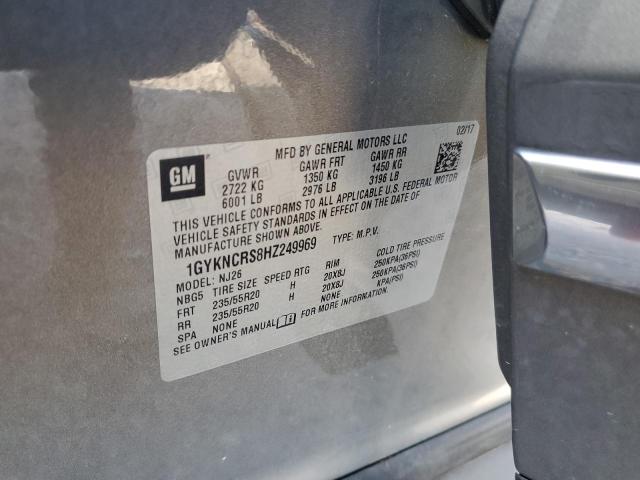 GM
MFD BY GENERAL MOTORS LLC
02/17
GVWR GAWR FRT GAWR RR
2722 KG 1350 KG 1450 KG
6001 LB 2976 LB 3196 LB
THIS VEHICLE CONFORMS TO ALL APPLICABLE U.S. FEDERAL MOTOR
VEHICLE SAFETY STANDARDS IN EFFECT ON THE DATE OF
MANUFACTURE SHOWN ABOVE.
1GYKNCRS8HZ249969 TYPE: M.P.V.
MODEL: NJ26
NBG5 TIRE SIZE SPEED RTG RIM COLD TIRE PRESSURE
FRT 235/55R20 H 20X8J 250KPA(36PSI)
RR 235/55R20 H 20X8J 250KPA(36PSI)
SPA NONE NONE KPA(PSI)
SEE OWNER'S MANUAL FOR MORE INFORMATION.